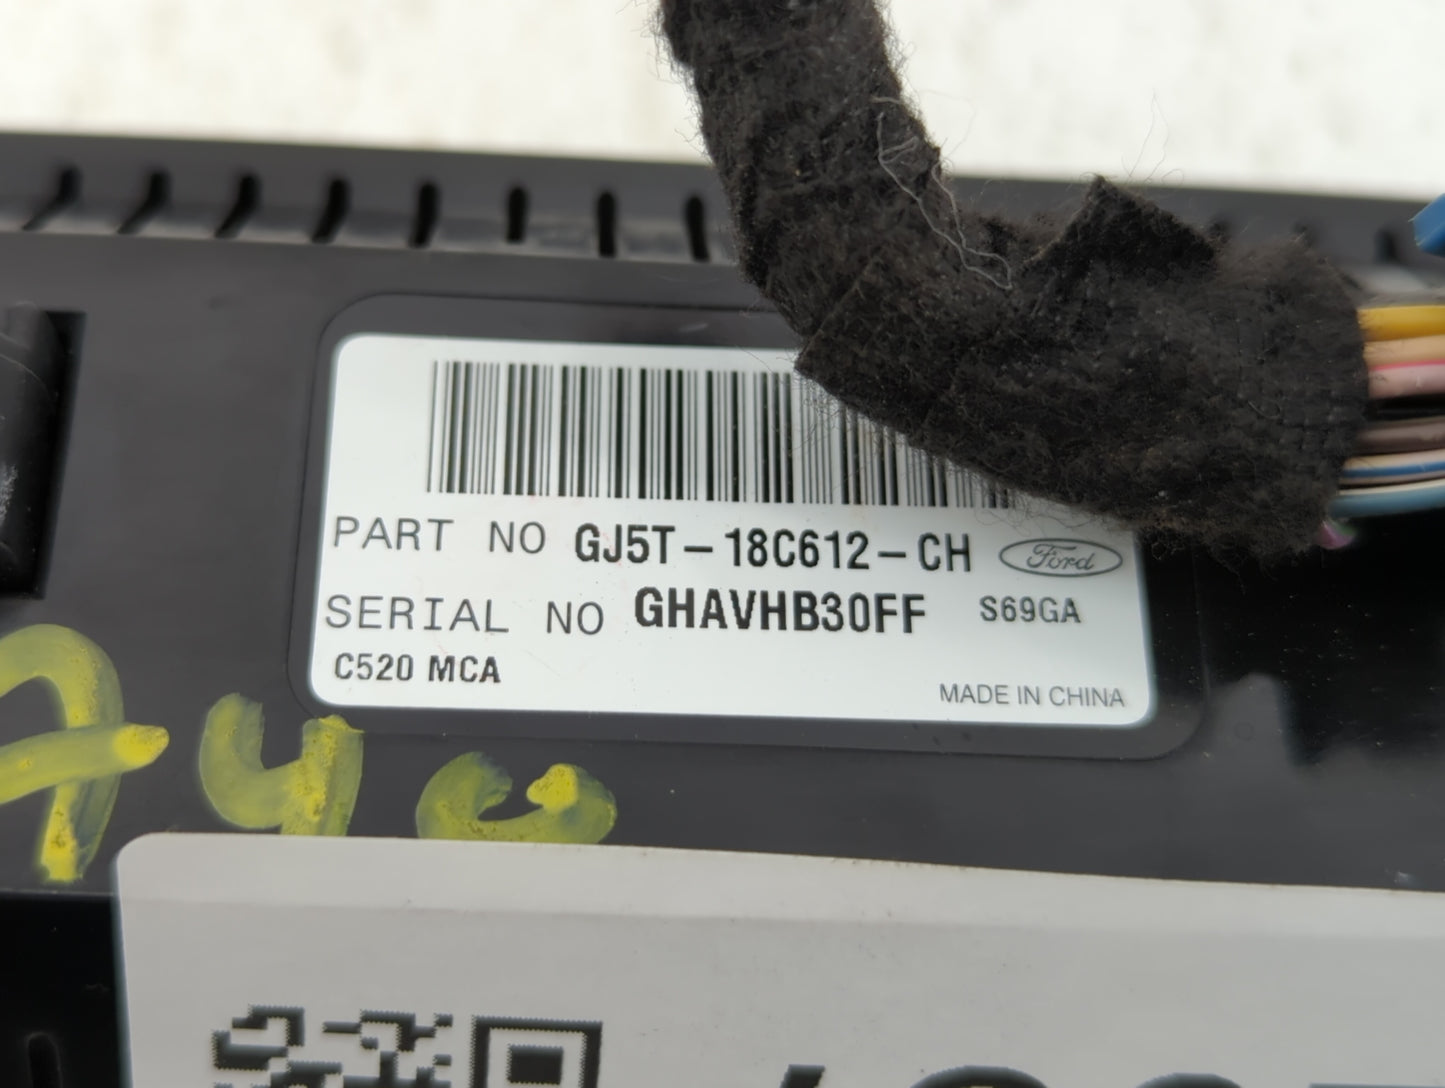 PART NO GJ5T-18C612-CH Ford
SERIAL NO GHAVHB30FF S69GA
C520 MCA
MADE IN CHINA